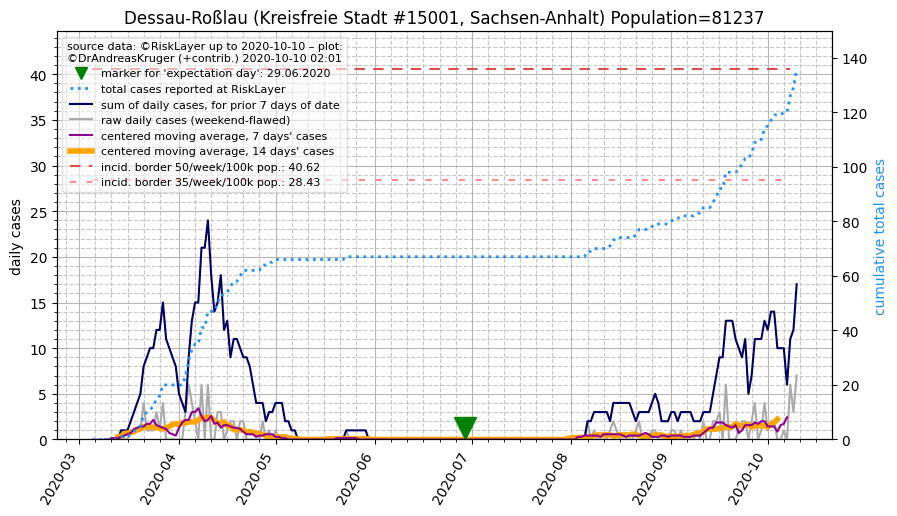 Dessau-Roßlau (Kreisfreie Stadt #15001, Sachsen-Anhalt) Population=81237
source data: ©RiskLayer up to 2020-10-10 – plot:
©DrAndreasKruger (+contrib.) 2020-10-10 02:01
marker for 'expectation day': 29.06.2020
total cases reported at RiskLayer
sum of daily cases, for prior 7 days of date
raw daily cases (weekend-flawed)
centered moving average, 7 days' cases
centered moving average, 14 days' cases
incid. border 50/week/100k pop.: 40.62
incid. border 35/week/100k pop.: 28.43
daily cases
40
35
30
25
20
15
10
5
0
cumulative total cases
140
120
100
80
60
40
20
0
2020-03
2020-04
2020-05
2020-06
2020-07
2020-08
2020-09
2020-10